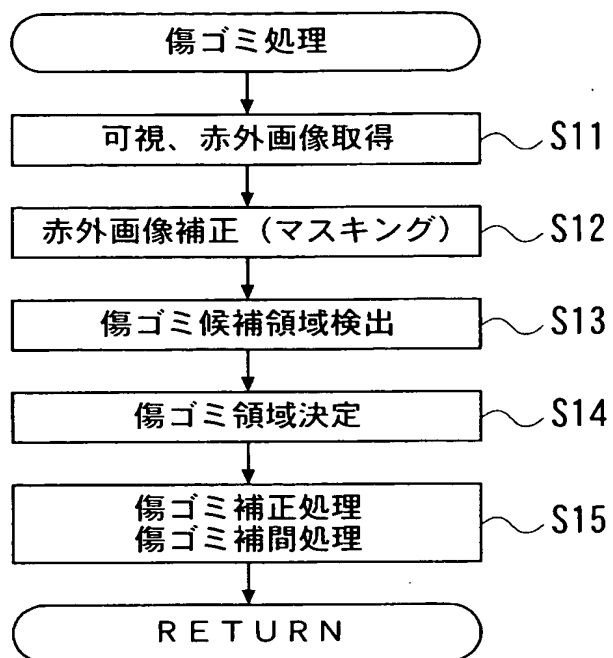 傷ゴミ処理
可視、赤外画像取得
S11
赤外画像補正（マスキング）
S12
傷ゴミ候補領域検出
S13
傷ゴミ領域決定
S14
傷ゴミ補正処理
傷ゴミ補間処理
S15
RETURN